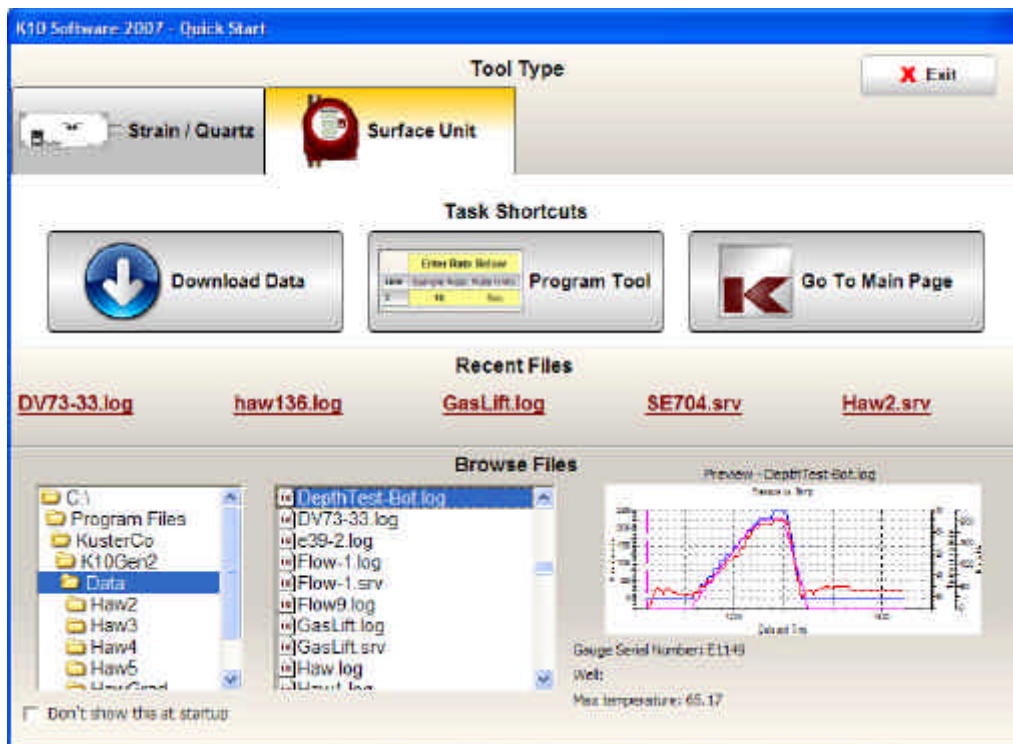 K10 Software 2007 - Quick Start
Tool Type
X Exit
Strain / Quartz
Surface Unit
Task Shortcuts
Download Data
Enter Rate Below
Program Tool
Go To Main Page
Recent Files
DV73-33.log
haw136.log
GasLift.log
SE704.srv
Haw2.srv
Browse Files
C:\
Program Files
KusterCo
K10Gen2
Data
Haw2
Haw3
Haw4
Haw5
HawGrad
DepthTest-Bot.log
DV73-33.log
e39-2.log
Flow-1.log
Flow-1.srv
Flow9.log
GasLift.log
GasLift.srv
Haw.log
Haw1.log
Preview - DepthTest-Bot.log
Gauge Serial Number: E1149
Well:
Max temperature: 65.17
Don't show this at startup